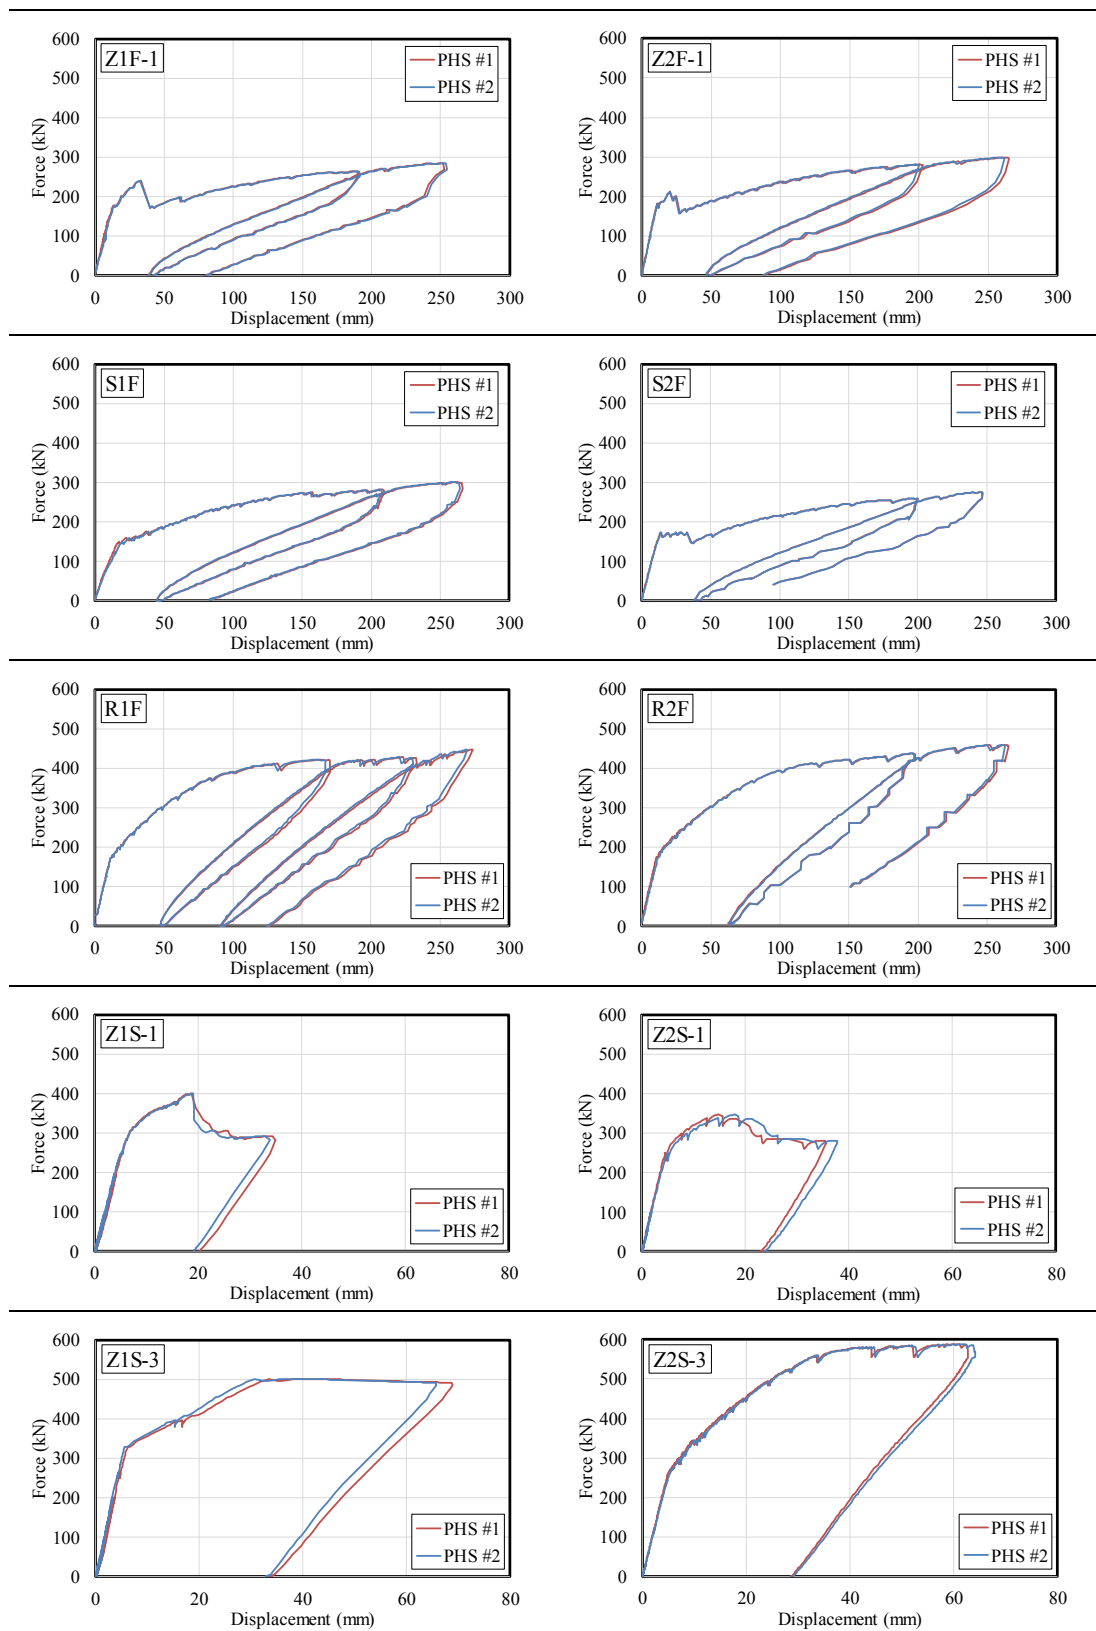 Z1F-1
PHS #1
PHS #2
Force (kN)
600
500
400
300
200
100
0
0 50 100 150 200 250 300
Displacement (mm)
Z2F-1
PHS #1
PHS #2
Force (kN)
600
500
400
300
200
100
0
0 50 100 150 200 250 300
Displacement (mm)
S1F
PHS #1
PHS #2
Force (kN)
600
500
400
300
200
100
0
0 50 100 150 200 250 300
Displacement (mm)
S2F
PHS #1
PHS #2
Force (kN)
600
500
400
300
200
100
0
0 50 100 150 200 250 300
Displacement (mm)
R1F
PHS #1
PHS #2
Force (kN)
600
500
400
300
200
100
0
0 50 100 150 200 250 300
Displacement (mm)
R2F
PHS #1
PHS #2
Force (kN)
600
500
400
300
200
100
0
0 50 100 150 200 250 300
Displacement (mm)
Z1S-1
PHS #1
PHS #2
Force (kN)
600
500
400
300
200
100
0
0 20 40 60 80
Displacement (mm)
Z2S-1
PHS #1
PHS #2
Force (kN)
600
500
400
300
200
100
0
0 20 40 60 80
Displacement (mm)
Z1S-3
PHS #1
PHS #2
Force (kN)
600
500
400
300
200
100
0
0 20 40 60 80
Displacement (mm)
Z2S-3
PHS #1
PHS #2
Force (kN)
600
500
400
300
200
100
0
0 20 40 60 80
Displacement (mm)